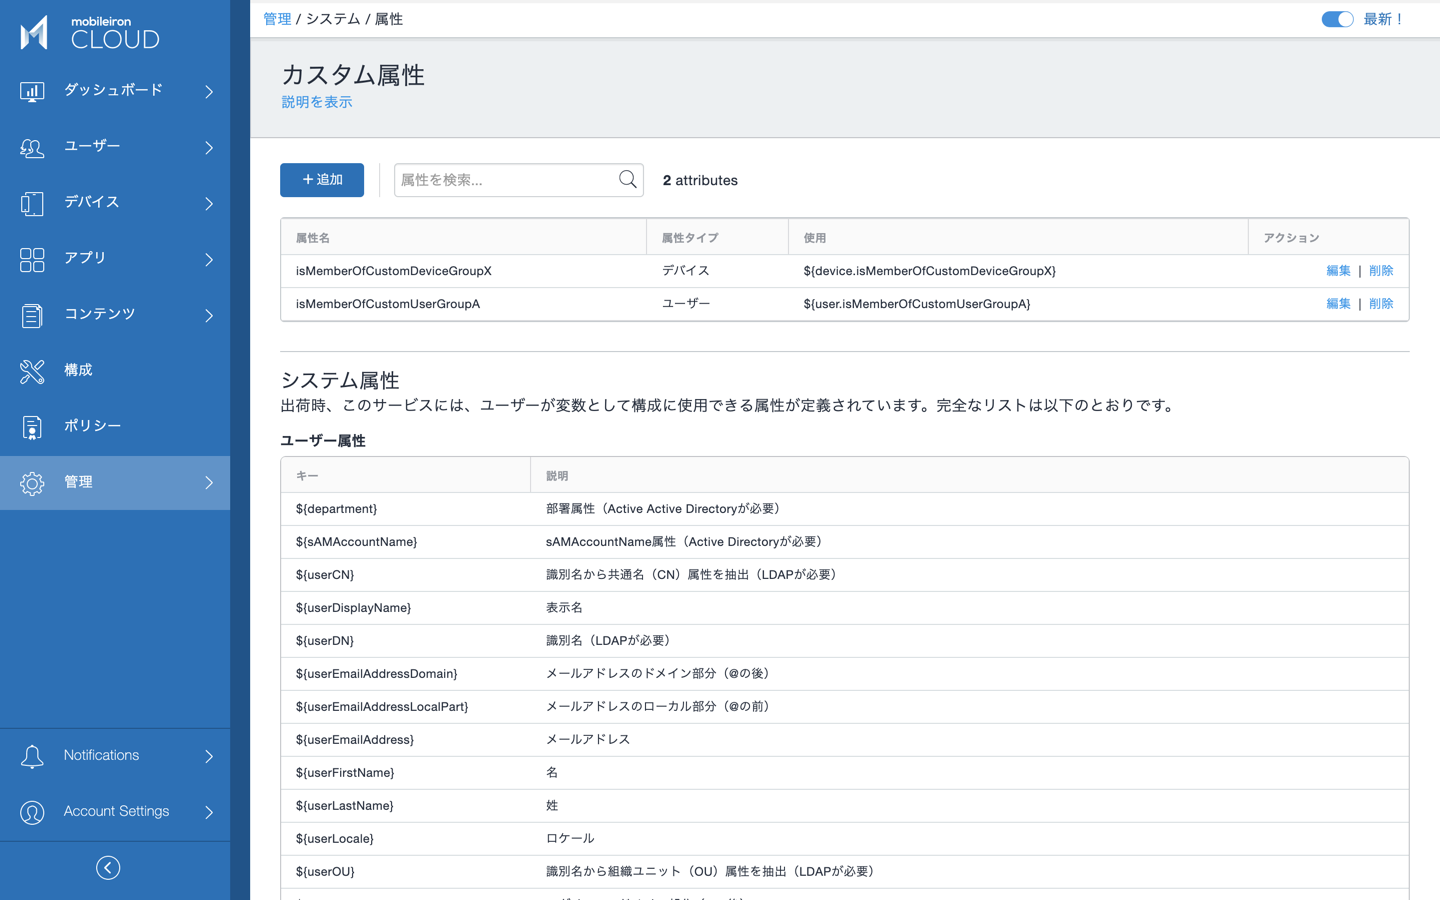 mobileiron
CLOUD
ダッシュボード
ユーザー
デバイス
アプリ
コンテンツ
構成
ポリシー
管理
Notifications
Account Settings
管理 / システム / 属性
最新！
カスタム属性
説明を表示
+ 追加
属性を検索...
2 attributes
属性名 属性タイプ 使用 アクション
isMemberOfCustomDeviceGroupX デバイス ${device.isMemberOfCustomDeviceGroupX} 編集 | 削除
isMemberOfCustomUserGroupA ユーザー ${user.isMemberOfCustomUserGroupA} 編集 | 削除
システム属性
出荷時、このサービスには、ユーザーが変数として構成に使用できる属性が定義されています。完全なリストは以下のとおりです。
ユーザー属性
キー 説明
${department} 部署属性（Active Active Directoryが必要）
${sAMAccountName} sAMAccountName属性（Active Directoryが必要）
${userCN} 識別名から共通名（CN）属性を抽出（LDAPが必要）
${userDisplayName} 表示名
${userDN} 識別名（LDAPが必要）
${userEmailAddressDomain} メールアドレスのドメイン部分（@の後）
${userEmailAddressLocalPart} メールアドレスのローカル部分（@の前）
${userEmailAddress} メールアドレス
${userFirstName} 名
${userLastName} 姓
${userLocale} ロケール
${userOU} 識別名から組織ユニット（OU）属性を抽出（LDAPが必要）